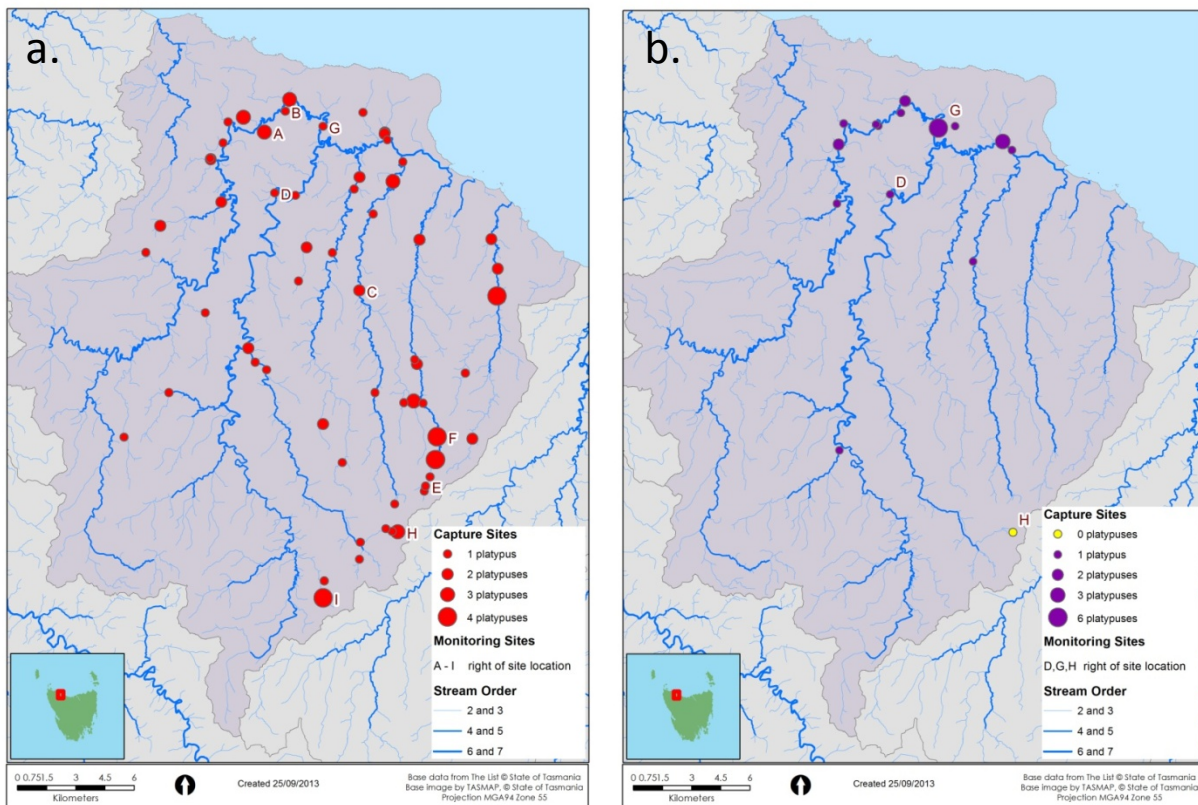 a.
B
A
G
D
C
F
E
H
I
Capture Sites
1 platypus
2 platypuses
3 platypuses
4 platypuses
Monitoring Sites
A - I right of site location
Stream Order
2 and 3
4 and 5
6 and 7
0 0.751.5 3 4.5 6
Kilometers
Created 25/09/2013
Base data from The List © State of Tasmania
Base image by TASMAP, © State of Tasmania
Projection MGA94 Zone 55
b.
G
D
H
Capture Sites
0 platypuses
1 platypus
2 platypuses
3 platypuses
6 platypuses
Monitoring Sites
D,G,H right of site location
Stream Order
2 and 3
4 and 5
6 and 7
0 0.751.5 3 4.5 6
Kilometers
Created 25/09/2013
Base data from The List © State of Tasmania
Base image by TASMAP, © State of Tasmania
Projection MGA94 Zone 55